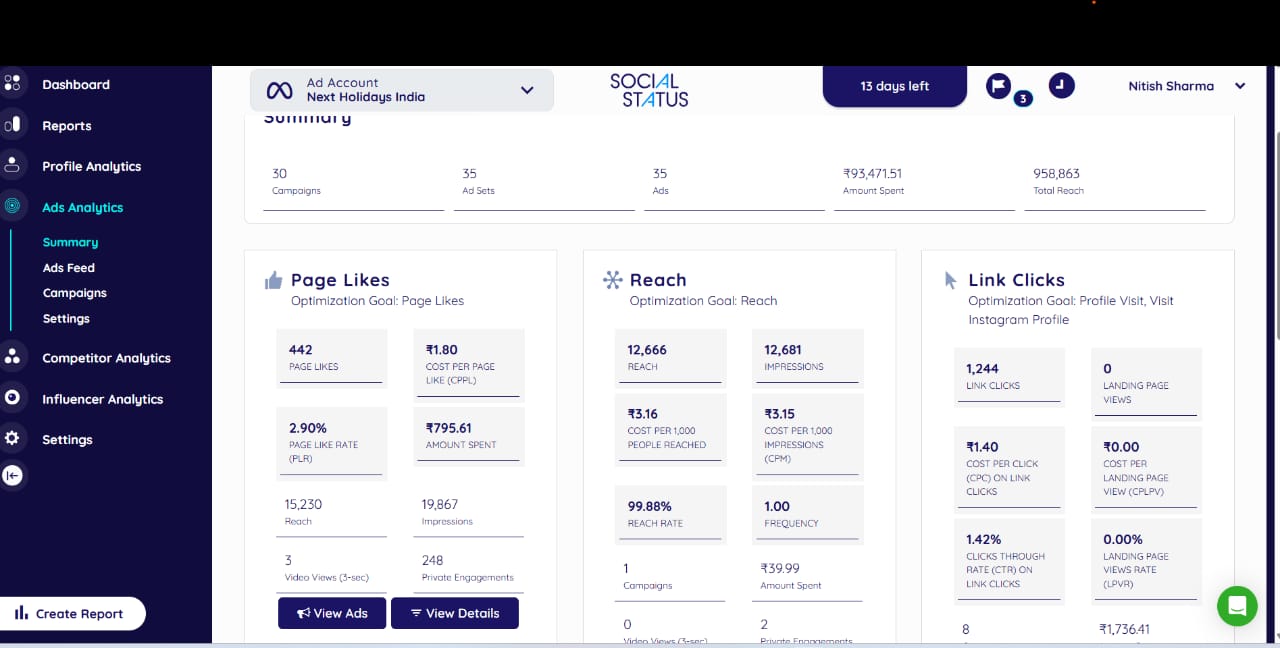 Dashboard
Reports
Profile Analytics
Ads Analytics
Summary
Ads Feed
Campaigns
Settings
Competitor Analytics
Influencer Analytics
Settings
Create Report
Ad Account
Next Holidays India
SOCIAL
STATUS
13 days left
3
Nitish Sharma
Summary
30
Campaigns
35
Ad Sets
35
Ads
₹93,471.51
Amount Spent
958,863
Total Reach
Page Likes
Optimization Goal: Page Likes
442
PAGE LIKES
₹1.80
COST PER PAGE
LIKE (CPPL)
2.90%
PAGE LIKE RATE
(PLR)
₹795.61
AMOUNT SPENT
15,230
Reach
19,867
Impressions
3
Video Views (3-sec)
248
Private Engagements
View Ads
View Details
Reach
Optimization Goal: Reach
12,666
REACH
12,681
IMPRESSIONS
₹3.16
COST PER 1,000
PEOPLE REACHED
₹3.15
COST PER 1,000
IMPRESSIONS
(CPM)
99.88%
REACH RATE
1.00
FREQUENCY
1
Campaigns
₹39.99
Amount Spent
0
Video Views (3-sec)
2
Private Engagements
Link Clicks
Optimization Goal: Profile Visit, Visit
Instagram Profile
1,244
LINK CLICKS
0
LANDING PAGE
VIEWS
₹1.40
COST PER CLICK
(CPC) ON LINK
CLICKS
₹0.00
COST PER
LANDING PAGE
VIEW (CPLPV)
1.42%
CLICKS THROUGH
RATE (CTR) ON
LINK CLICKS
0.00%
LANDING PAGE
VIEWS RATE
(LPVR)
8
₹1,736.41